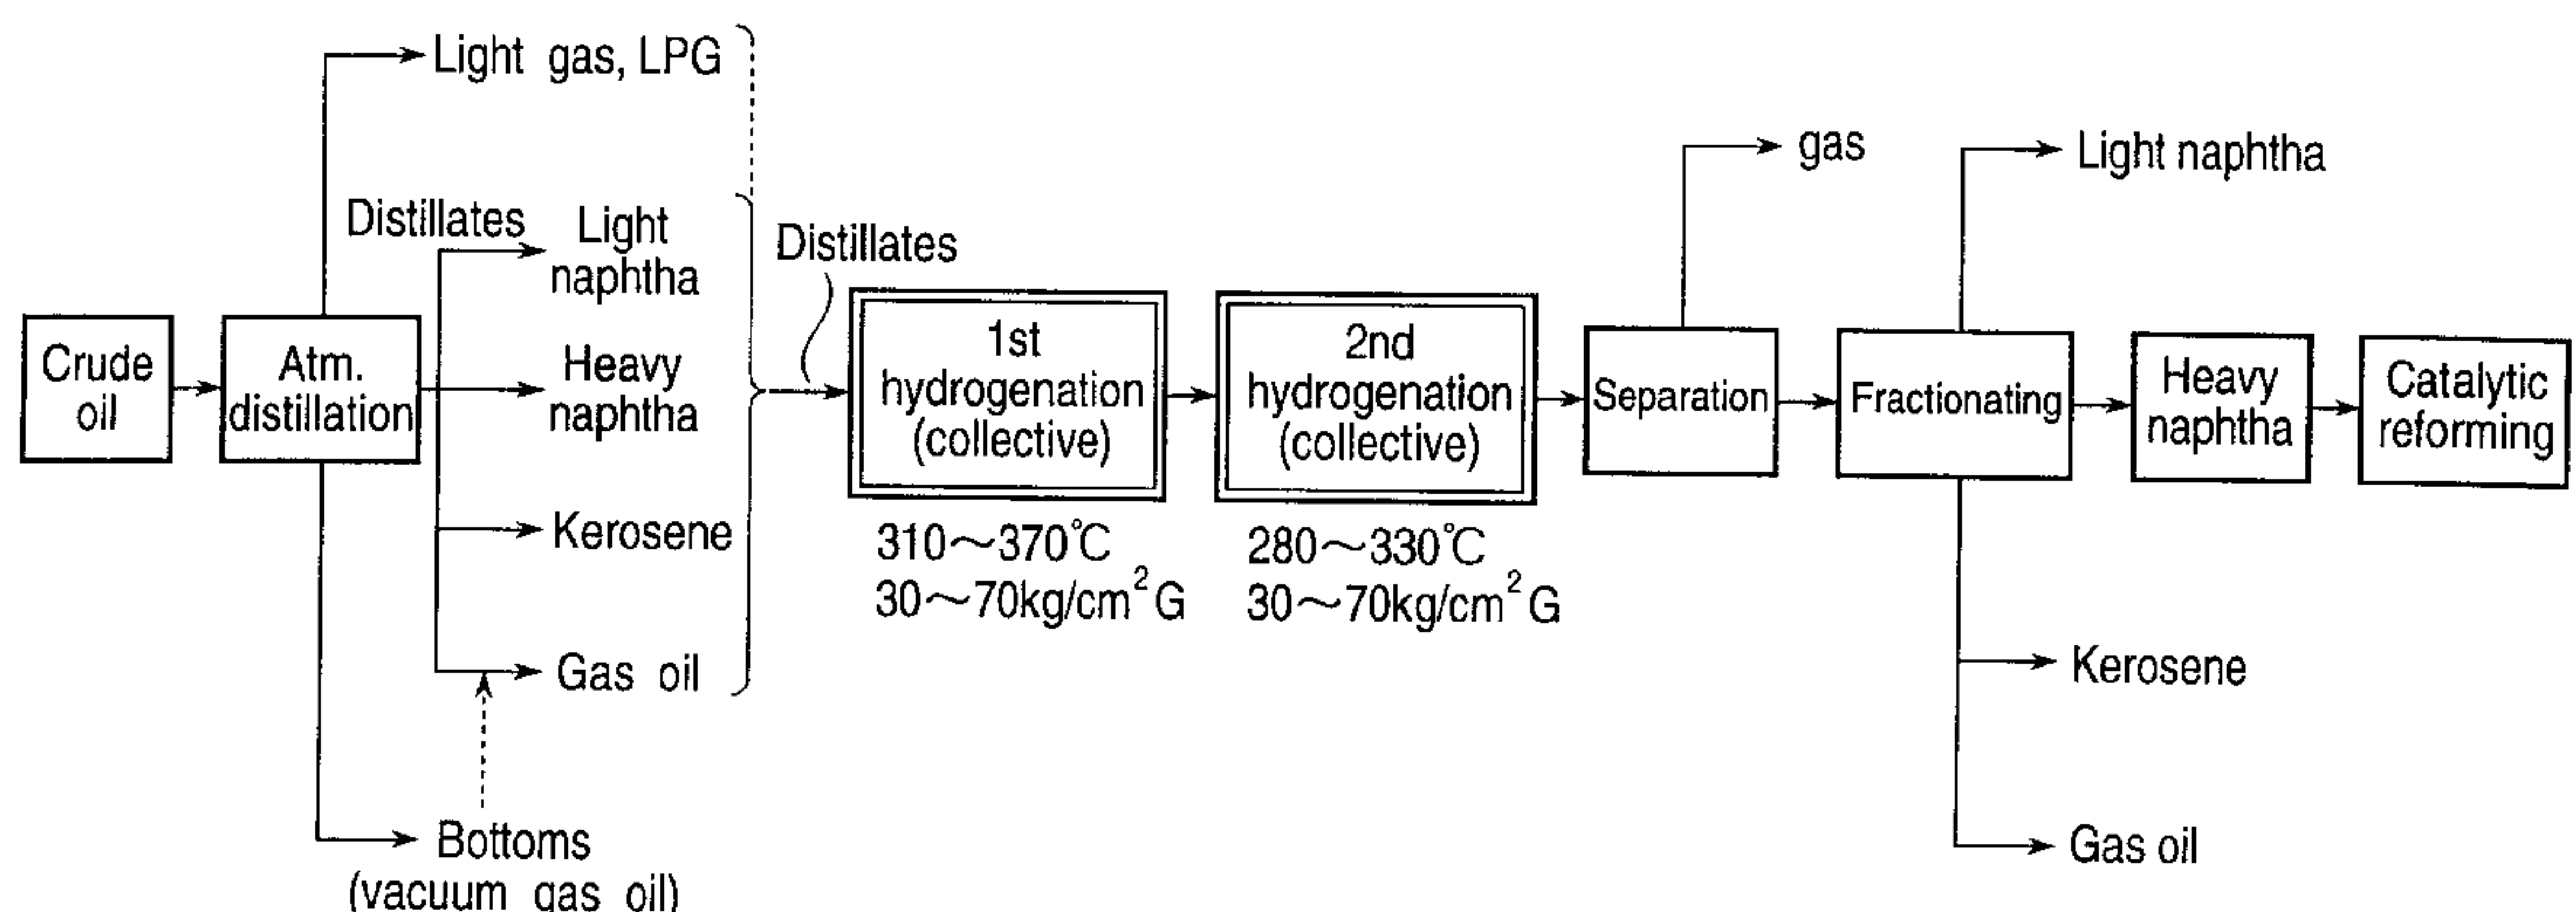 Light gas, LPG
gas
Light naphtha
Distillates
Light
naphtha
Distillates
Crude
oil
Atm.
distillation
Heavy
naphtha
1st
hydrogenation
(collective)
2nd
hydrogenation
(collective)
Separation
Fractionating
Heavy
naphtha
Catalytic
reforming
Kerosene
310～370℃
30～70kg/cm²G
280～330℃
30～70kg/cm²G
Gas oil
Kerosene
Bottoms
(vacuum gas oil)
Gas oil